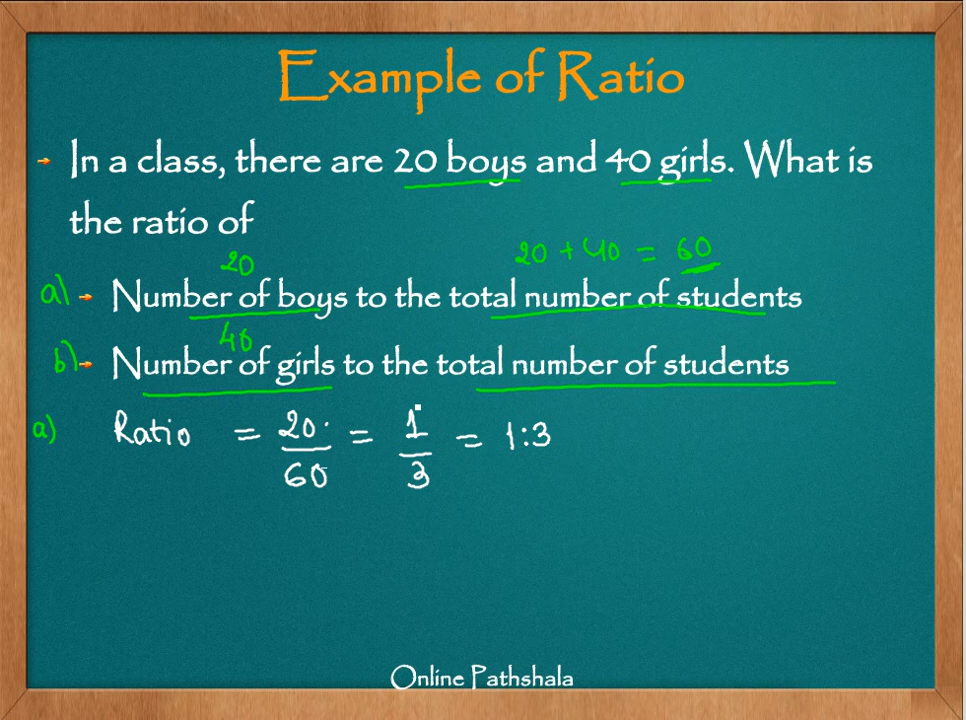 Example of Ratio
In a class, there are 20 boys and 40 girls. What is
the ratio of
20 20 + 40 = 60
a) Number of boys to the total number of students
40
b) Number of girls to the total number of students
a) Ratio = 20/60 = 1/3 = 1:3
Online Pathshala